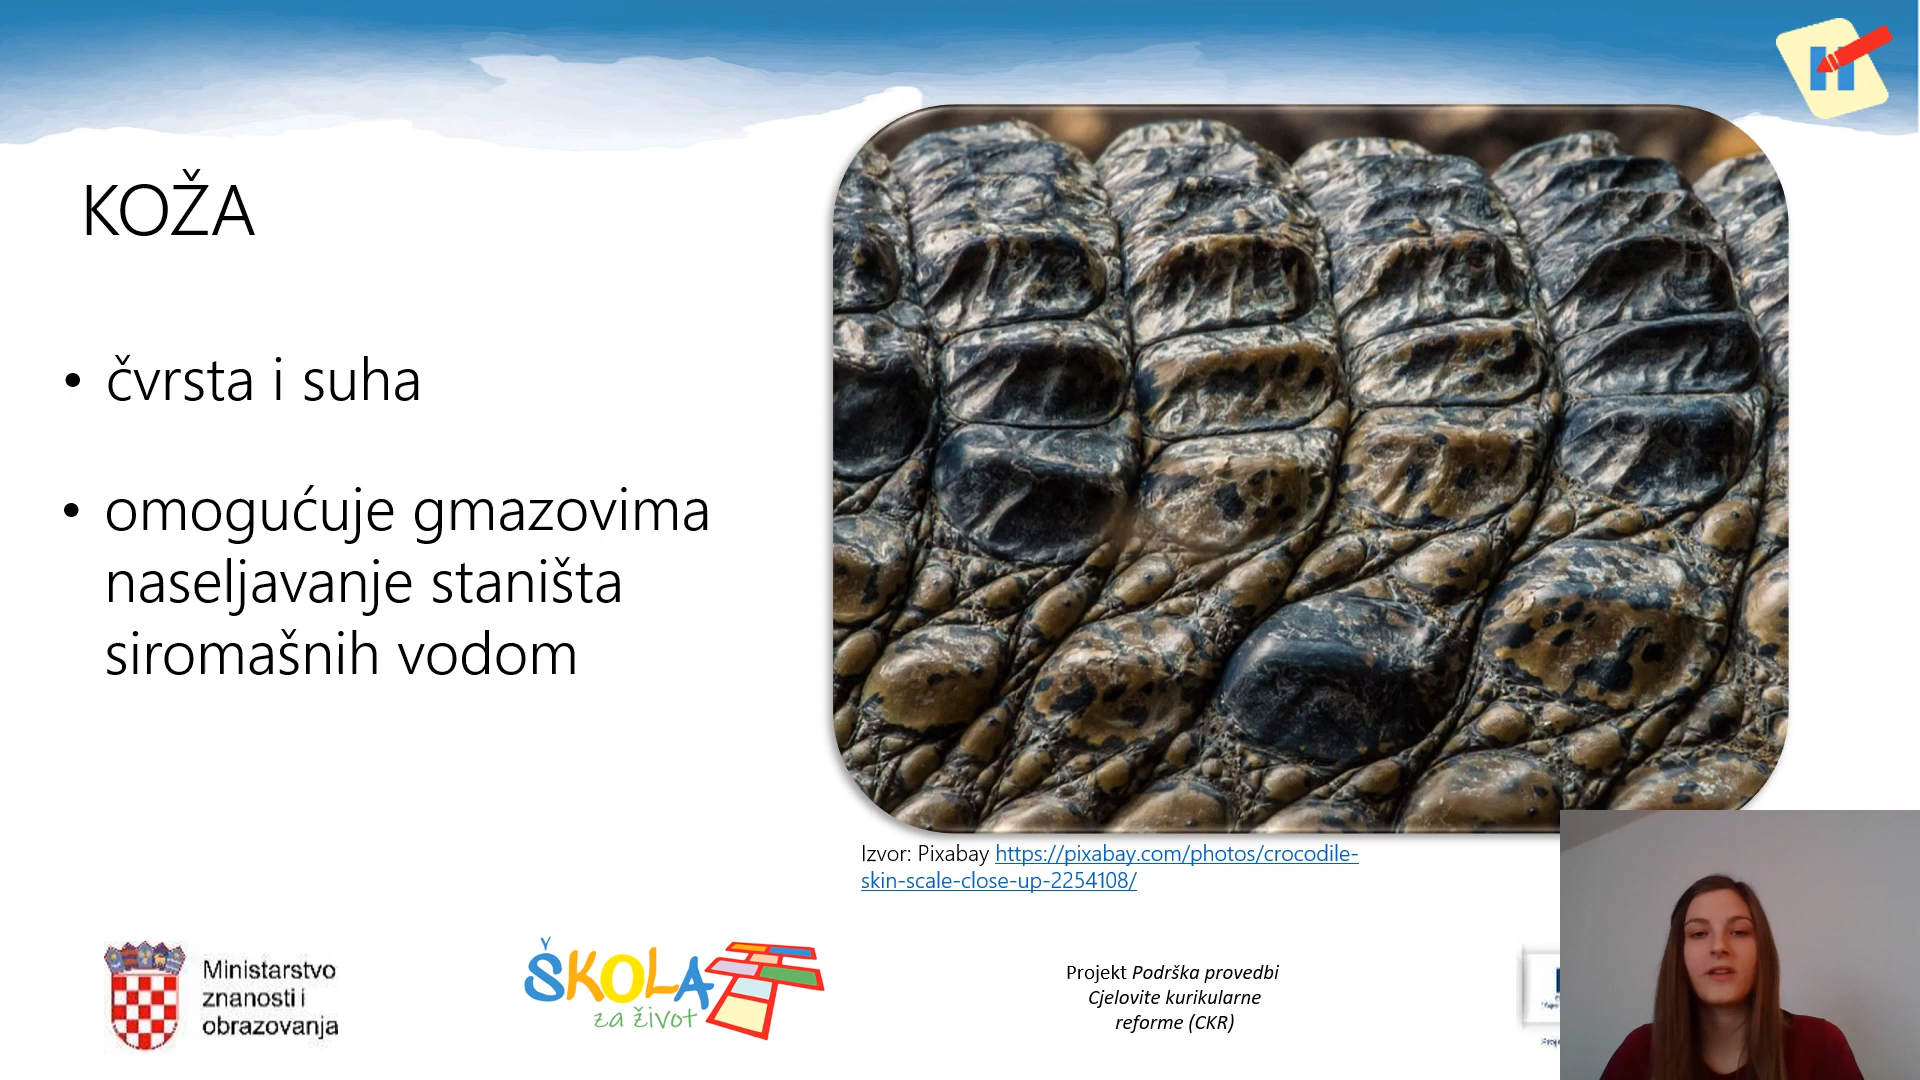 KOŽA
• čvrsta i suha
• omogućuje gmazovima
naseljavanje staništa
siromašnih vodom
Izvor: Pixabay https://pixabay.com/photos/crocodile-
skin-scale-close-up-2254108/
Ministarstvo
znanosti i
obrazovanja
ŠKOLA
za život
Projekt Podrška provedbi
Cjelovite kurikularne
reforme (CKR)